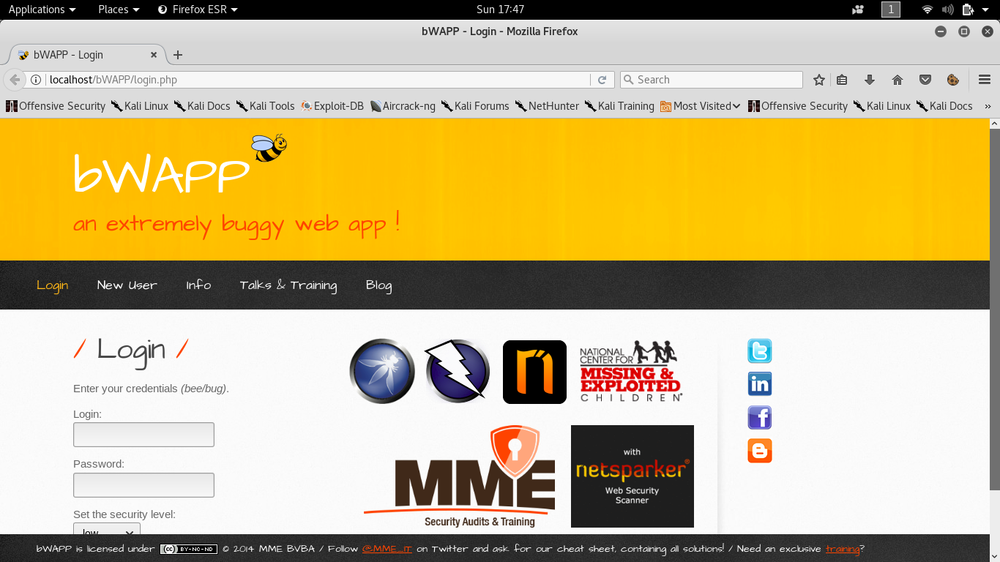 Applications Places Firefox ESR Sun 17:47 1
bWAPP - Login - Mozilla Firefox
bWAPP - Login
localhost/bWAPP/login.php Search
Offensive Security Kali Linux Kali Docs Kali Tools Exploit-DB Aircrack-ng Kali Forums NetHunter Kali Training Most Visited Offensive Security Kali Linux Kali Docs »
bWAPP
an extremely buggy web app !
Login New User Info Talks & Training Blog
/ Login /
Enter your credentials (bee/bug).
Login:
Password:
Set the security level:
low
n
NATIONAL
CENTER FOR
MISSING &
EXPLOITED
CHILDREN®
MME
Security Audits & Training
with
netsparker®
Web Security
Scanner
t
in
f
B
bWAPP is licensed under (cc) BY-NC-ND © 2014 MME BVBA / Follow @MME_IT on Twitter and ask for our cheat sheet, containing all solutions! / Need an exclusive training?